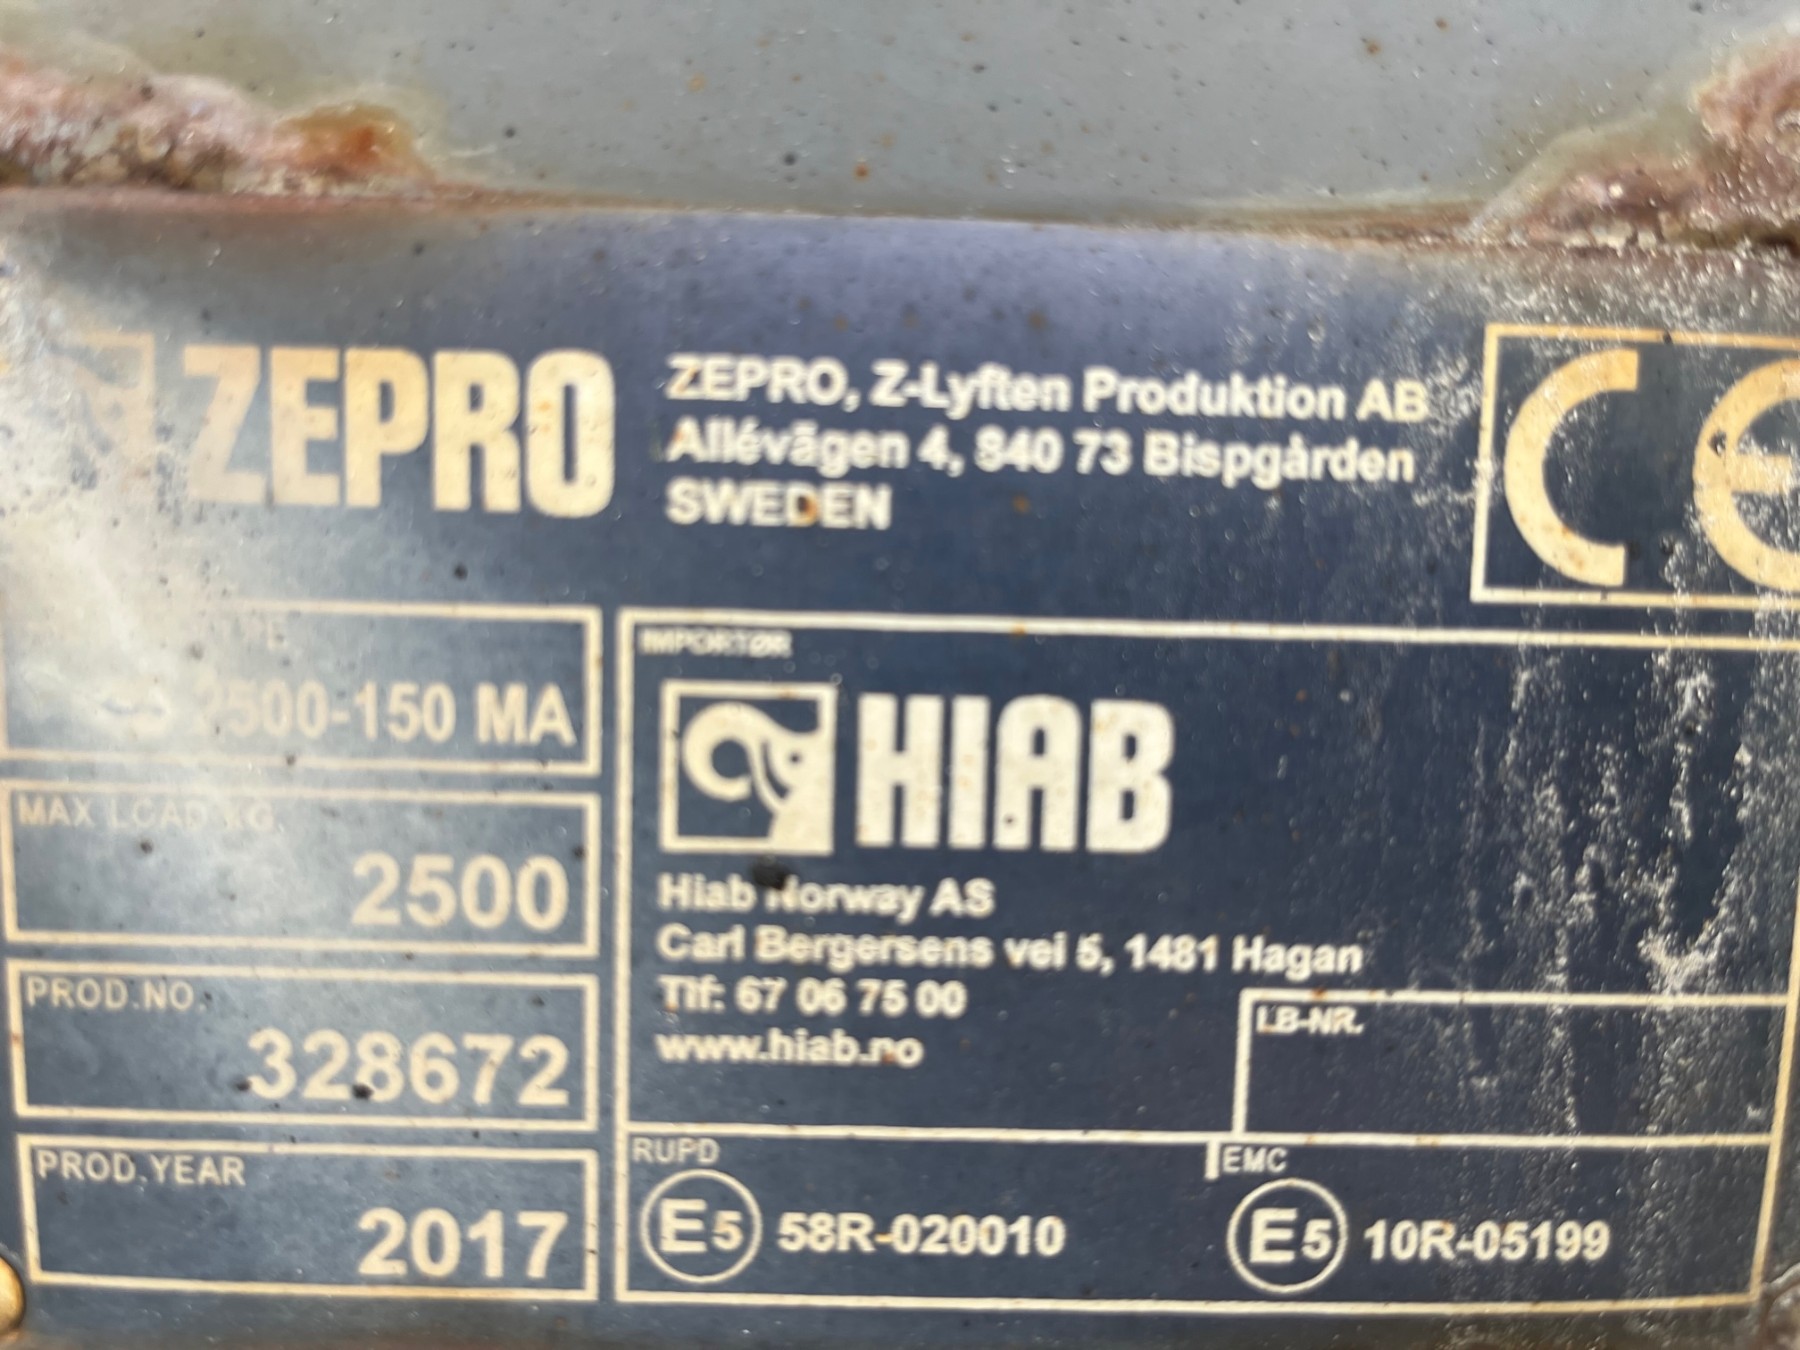 ZEPRO
ZEPRO, Z-Lyften Produktion AB
Allévägen 4, 840 73 Bispgården
SWEDEN
CE
2500-150 MA
MAX LOAD KG.
2500
PROD.NO.
328672
PROD.YEAR
2017
IMPORTØR
HIAB
Hiab Norway AS
Carl Bergersens vei 5, 1481 Hagan
Tlf: 67 06 75 00
www.hiab.no
LB-NR.
RUPD
E5 58R-020010
EMC
E5 10R-05199